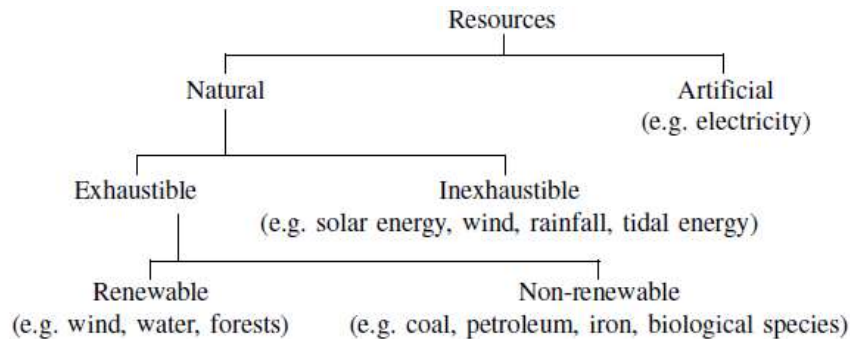 Resources
Natural
Artificial
(e.g. electricity)
Exhaustible
Inexhaustible
(e.g. solar energy, wind, rainfall, tidal energy)
Renewable
(e.g. wind, water, forests)
Non-renewable
(e.g. coal, petroleum, iron, biological species)